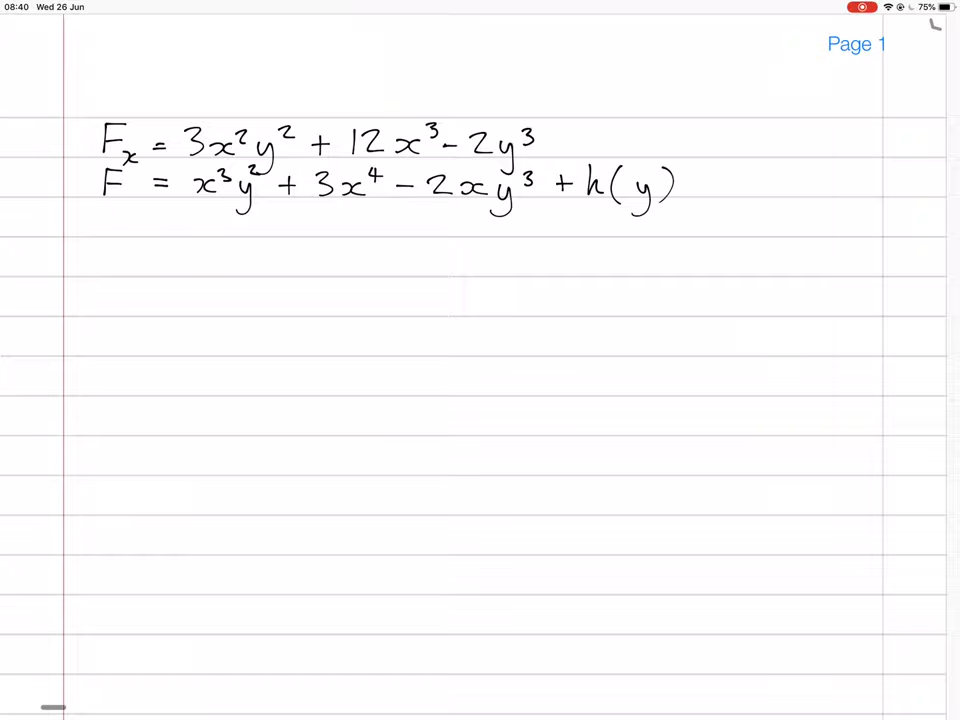 08:40 Wed 26 Jun 75%
Page 1
Fₓ = 3x²y² + 12x³ - 2y³
F = x³y² + 3x⁴ - 2xy³ + h(y)